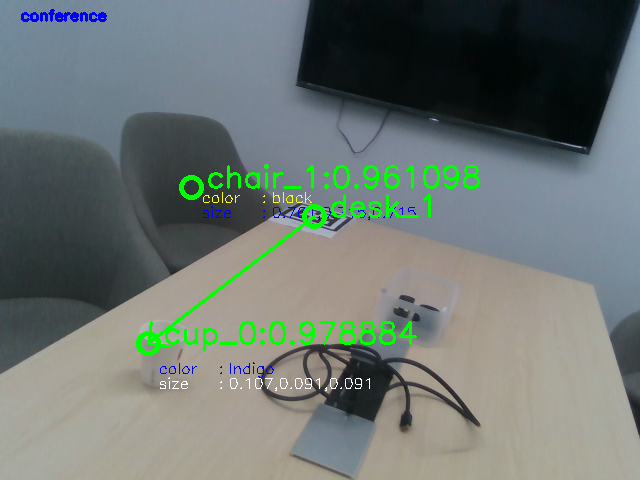 conference
chair_1:0.961098
color : black
size
desk_1
cup_0:0.978884
color : Indigo
size : 0.107,0.091,0.091